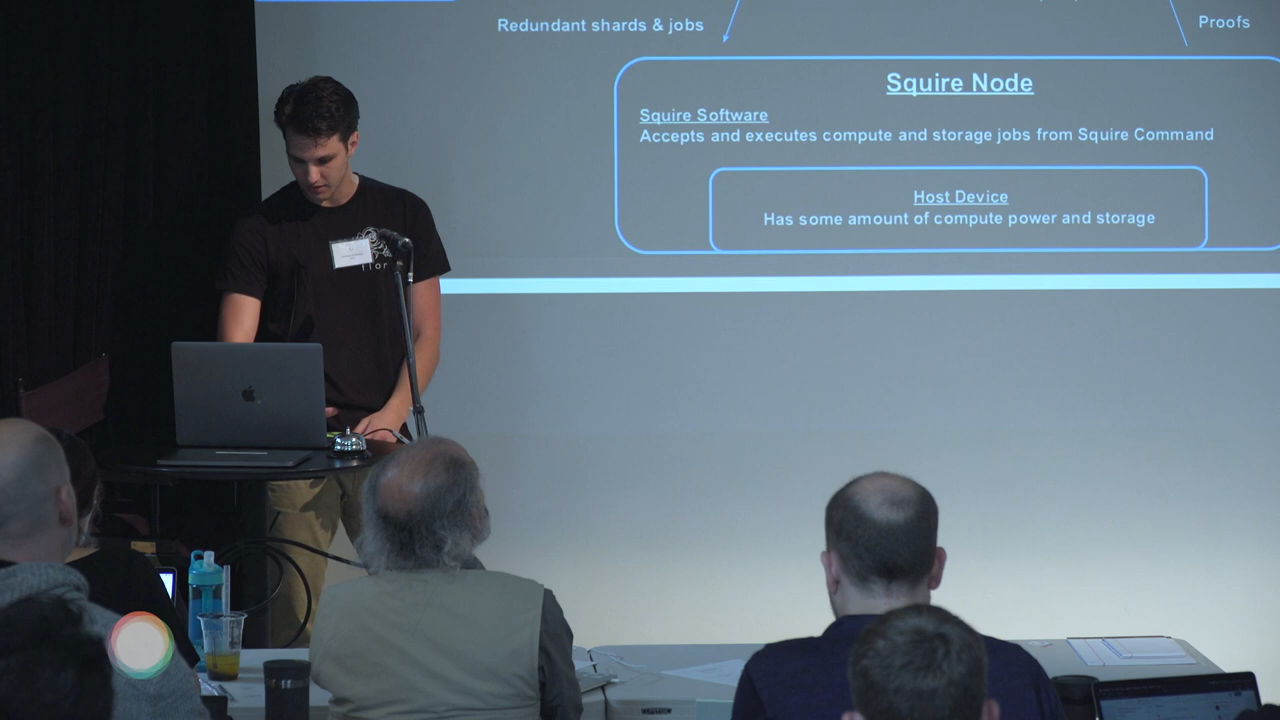 Redundant shards & jobs
Proofs
Squire Node
Squire Software
Accepts and executes compute and storage jobs from Squire Command
Host Device
Has some amount of compute power and storage
flor